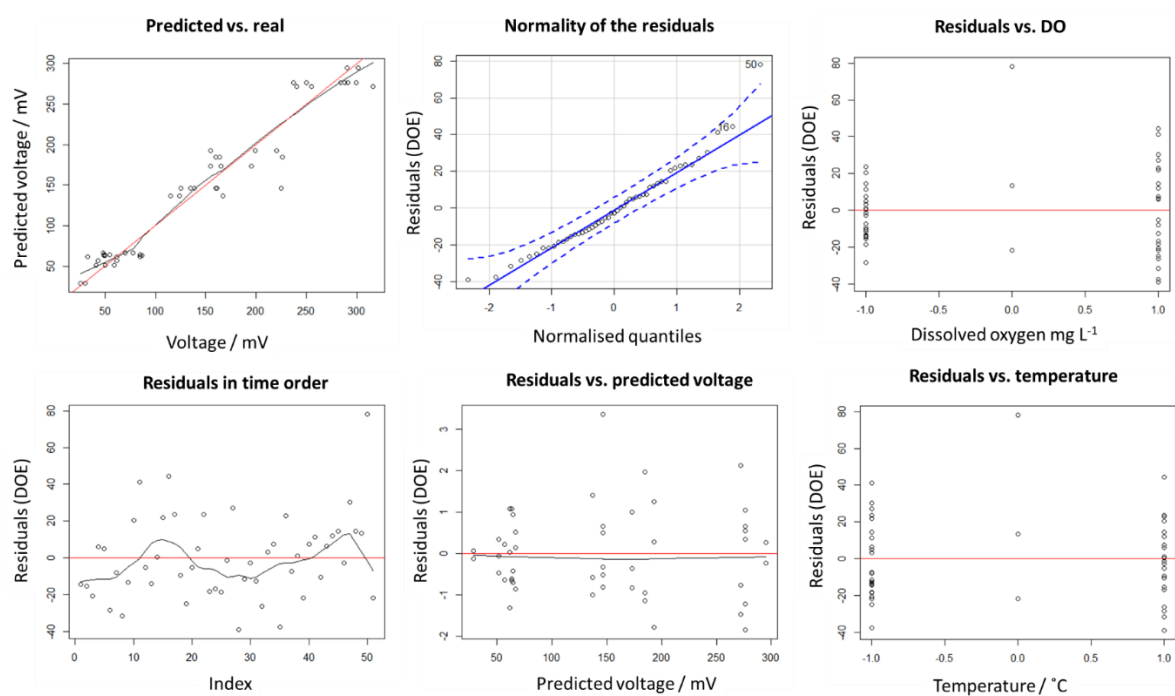 Predicted vs. real
Predicted voltage / mV
300
250
200
150
100
50
50 100 150 200 250 300
Voltage / mV
Normality of the residuals
Residuals (DOE)
80
60
40
20
0
-20
-40
50
16
-2 -1 0 1 2
Normalised quantiles
Residuals vs. DO
Residuals (DOE)
80
60
40
20
0
-20
-40
-1.0 -0.5 0.0 0.5 1.0
Dissolved oxygen mg L⁻¹
Residuals in time order
Residuals (DOE)
80
60
40
20
0
-20
-40
0 10 20 30 40 50
Index
Residuals vs. predicted voltage
Residuals (DOE)
3
2
1
0
-1
-2
50 100 150 200 250 300
Predicted voltage / mV
Residuals vs. temperature
Residuals (DOE)
80
60
40
20
0
-20
-40
-1.0 -0.5 0.0 0.5 1.0
Temperature / ˚C